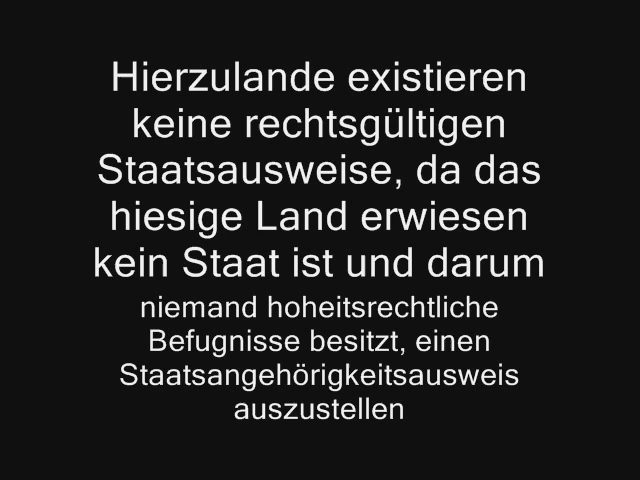 Hierzulande existieren
keine rechtsgültigen
Staatsausweise, da das
hiesige Land erwiesen
kein Staat ist und darum
niemand hoheitsrechtliche
Befugnisse besitzt, einen
Staatsangehörigkeitsausweis
auszustellen